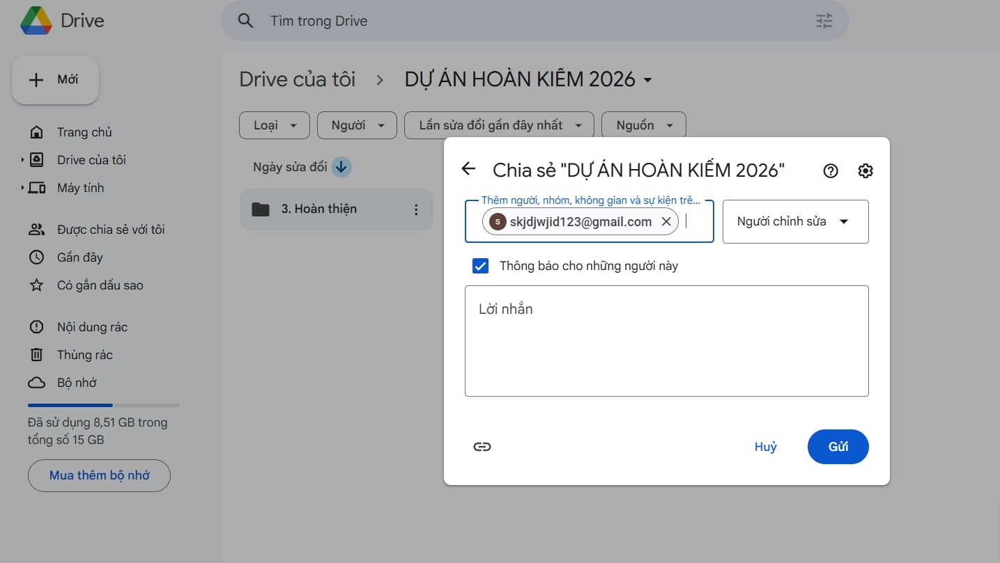 Drive
Tìm trong Drive
Mới
Drive của tôi
DỰ ÁN HOÀN KIẾM 2026
Loại
Người
Lần sửa đổi gần đây nhất
Nguồn
Trang chủ
Drive của tôi
Máy tính
Được chia sẻ với tôi
Gần đây
Có gắn dấu sao
Nội dung rác
Thùng rác
Bộ nhớ
Đã sử dụng 8,51 GB trong
tổng số 15 GB
Mua thêm bộ nhớ
Ngày sửa đổi
3. Hoàn thiện
Chia sẻ "DỰ ÁN HOÀN KIẾM 2026"
Thêm người, nhóm, không gian và sự kiện trê...
s
skjdjwjid123@gmail.com
Người chỉnh sửa
Thông báo cho những người này
Lời nhắn
Huỷ
Gửi